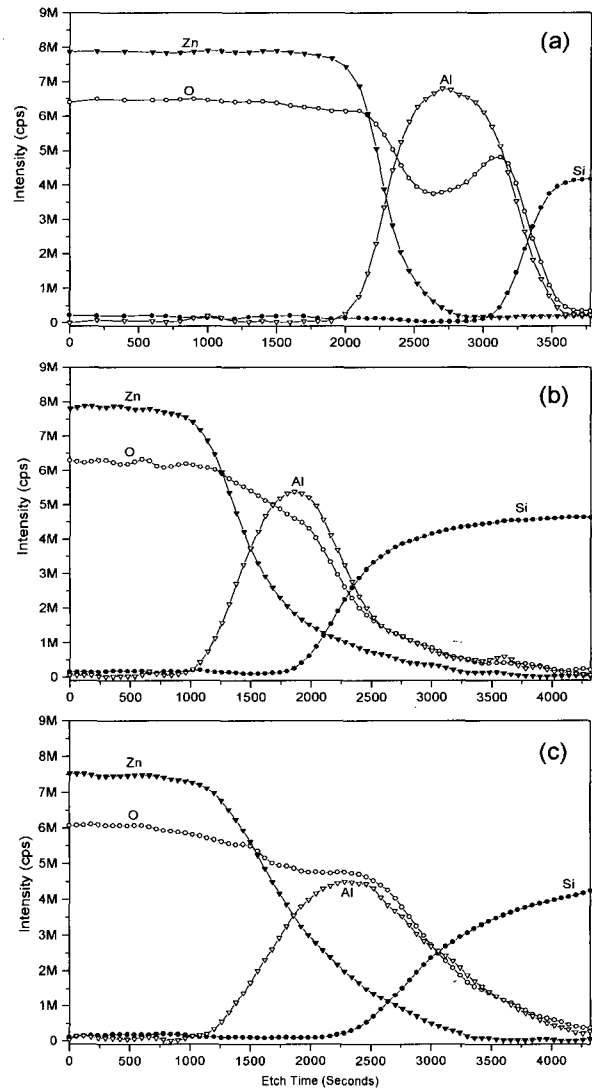 (a)
Zn
O
Al
Si
Intensity (cps)
9M
8M
7M
6M
5M
4M
3M
2M
1M
0
0 500 1000 1500 2000 2500 3000 3500
(b)
Zn
O
Al
Si
Intensity (cps)
9M
8M
7M
6M
5M
4M
3M
2M
1M
0
0 500 1000 1500 2000 2500 3000 3500 4000
(c)
Zn
O
Al
Si
Intensity (cps)
9M
8M
7M
6M
5M
4M
3M
2M
1M
0
0 500 1000 1500 2000 2500 3000 3500 4000
Etch Time (Seconds)